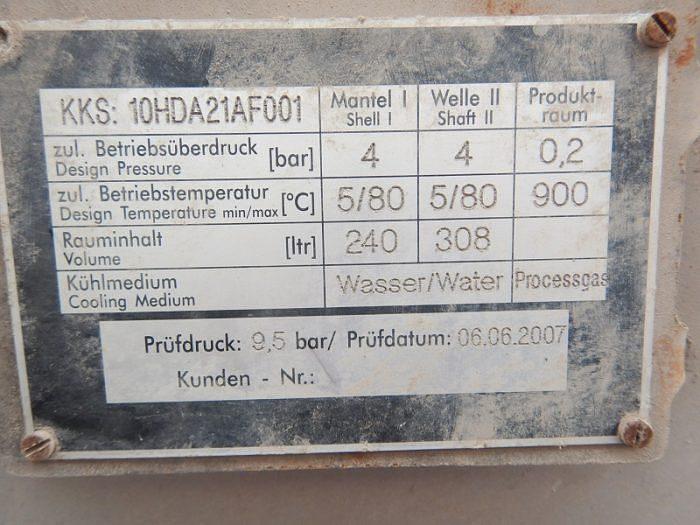 KKS: 10HDA21AF001 Mantel I Welle II Produkt-
Shell I Shaft II raum
zul. Betriebsüberdruck [bar] 4 4 0,2
Design Pressure
zul. Betriebstemperatur [°C] 5/80 5/80 900
Design Temperature min/max
Rauminhalt [ltr] 240 308
Volume
Kühlmedium Wasser/Water Processgas
Cooling Medium
Prüfdruck: 9,5 bar/ Prüfdatum: 06.06.2007
Kunden - Nr.: